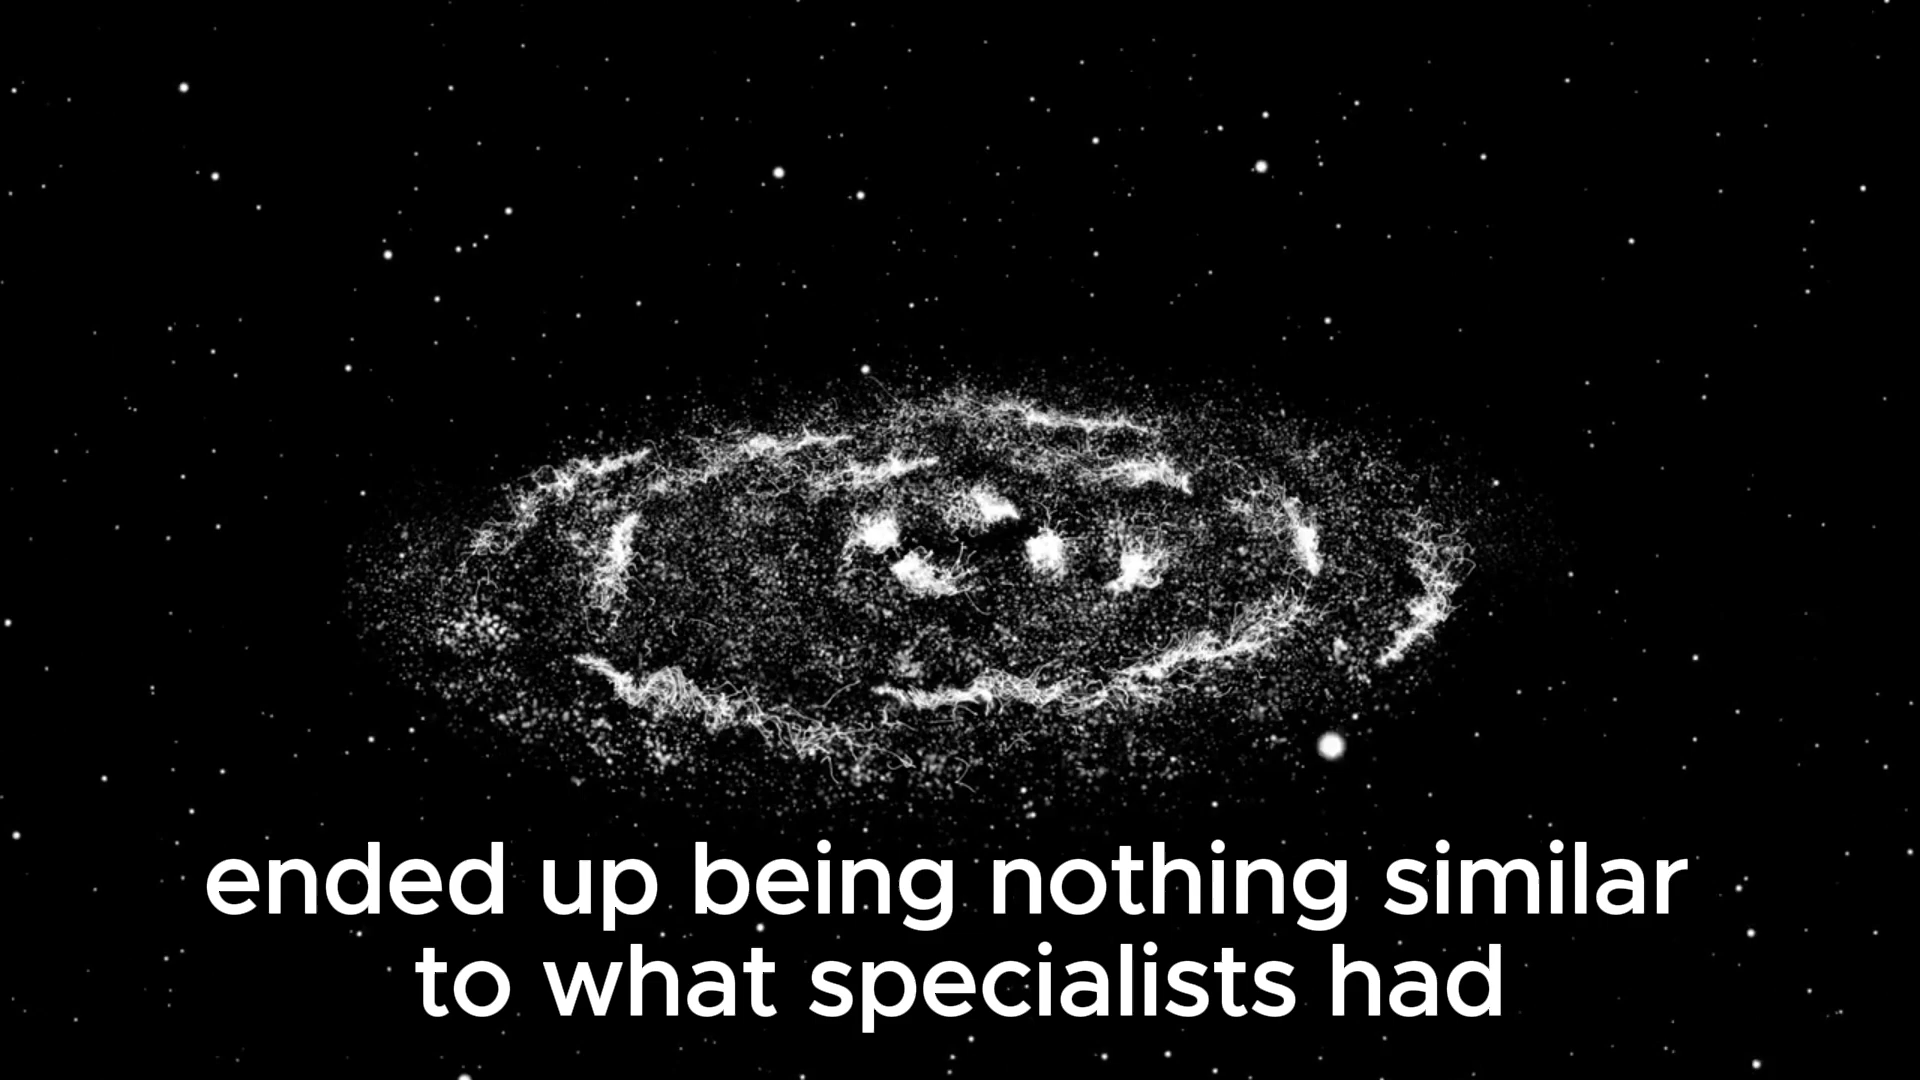 ended up being nothing similar
to what specialists had